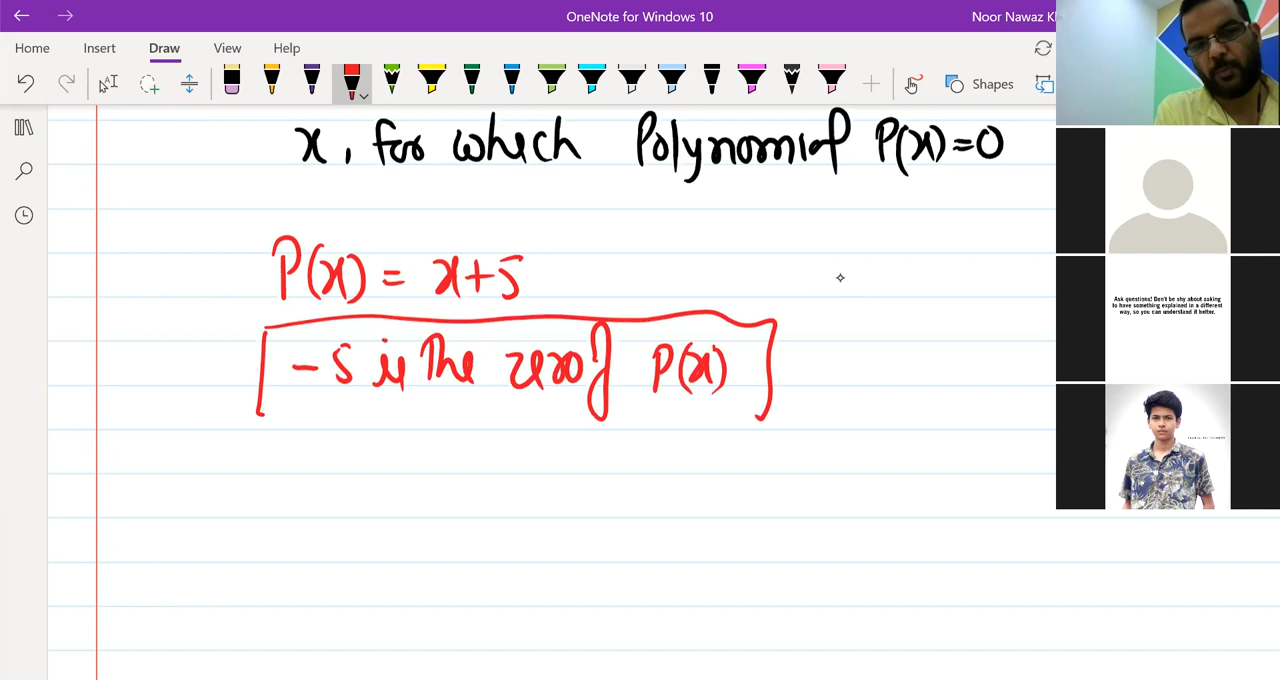 OneNote for Windows 10
Noor Nawaz Kh
Home Insert Draw View Help
Shapes
x, for which Polynomial P(x)=0
P(x) = x+5
-5 is the zero of P(x)
Ask questions! Don't be shy about asking
to have something explained in a different
way, so you can understand it better.